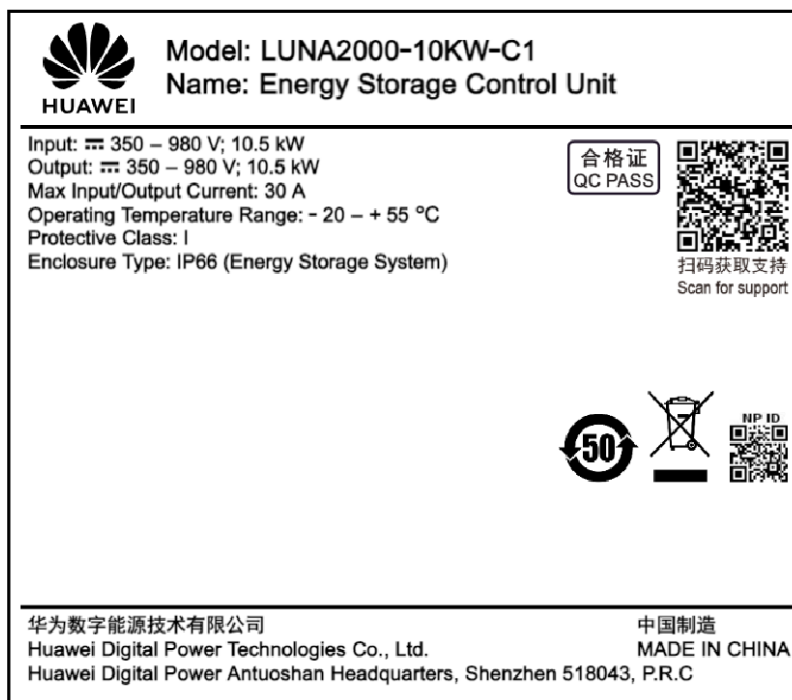 HUAWEI
Model: LUNA2000-10KW-C1
Name: Energy Storage Control Unit
Input: ⎓ 350 – 980 V; 10.5 kW
Output: ⎓ 350 – 980 V; 10.5 kW
Max Input/Output Current: 30 A
Operating Temperature Range: - 20 – + 55 °C
Protective Class: I
Enclosure Type: IP66 (Energy Storage System)
合格证
QC PASS
扫码获取支持
Scan for support
50
NP ID
华为数字能源技术有限公司
中国制造
Huawei Digital Power Technologies Co., Ltd.
MADE IN CHINA
Huawei Digital Power Antuoshan Headquarters, Shenzhen 518043, P.R.C